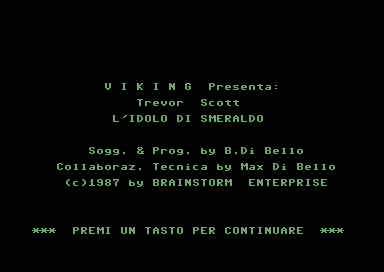 V I K I N G  Presenta:
Trevor  Scott
L'IDOLO DI SMERALDO
Sogg. & Prog. by B.Di Bello
Collaboraz. Tecnica by Max Di Bello
(c)1987 by BRAINSTORM  ENTERPRISE
***  PREMI UN TASTO PER CONTINUARE  ***